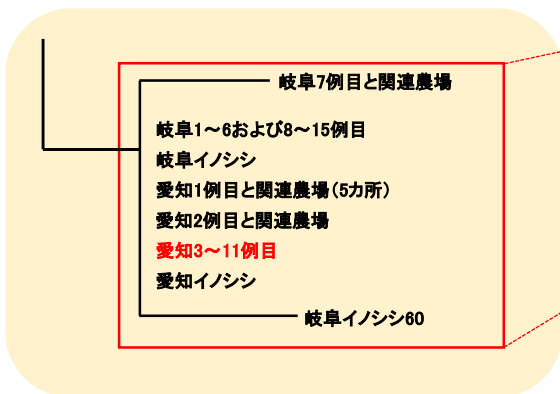 岐阜7例目と関連農場
岐阜1～6および8～15例目
岐阜イノシシ
愛知1例目と関連農場（5カ所）
愛知2例目と関連農場
愛知3～11例目
愛知イノシシ
岐阜イノシシ60